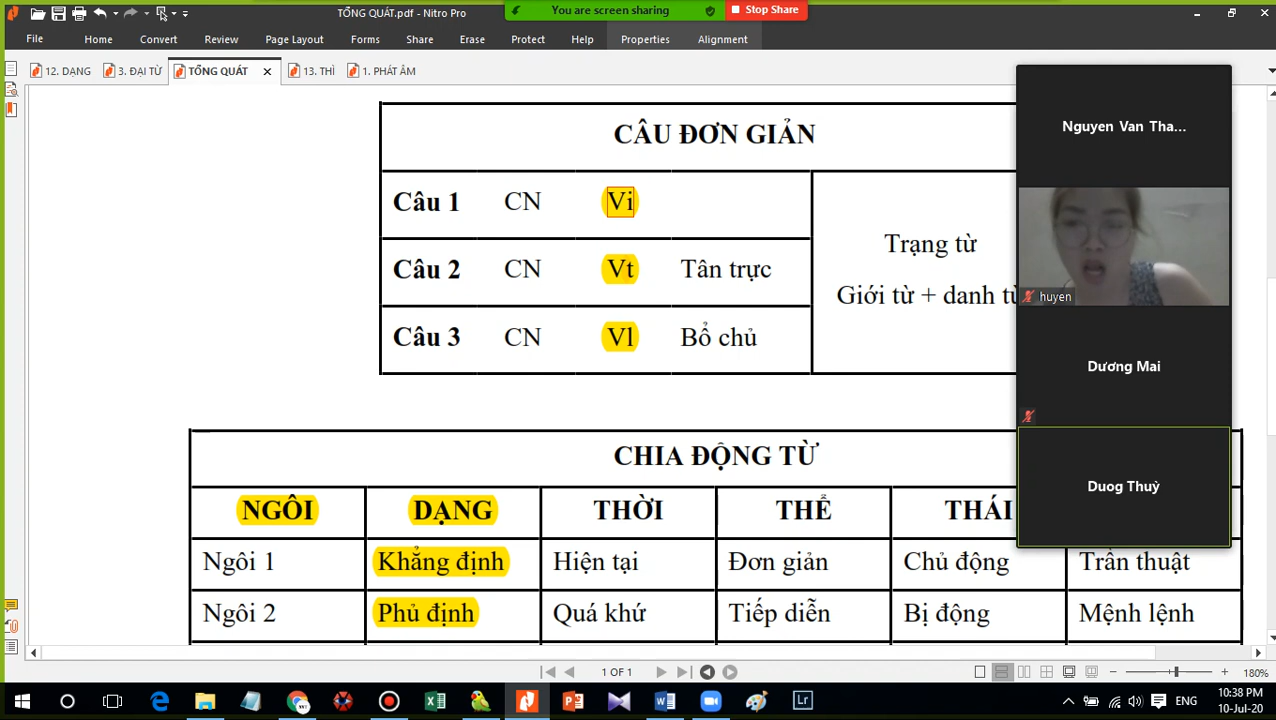 TỔNG QUÁT.pdf - Nitro Pro
You are screen sharing
Stop Share
File Home Convert Review Page Layout Forms Share Erase Protect Help Properties Alignment
12. DẠNG 3. ĐẠI TỪ TỔNG QUÁT 13. THÌ 1. PHÁT ÂM
CÂU ĐƠN GIẢN
Câu 1 CN Vi
Câu 2 CN Vt Tân trực
Câu 3 CN Vl Bổ chủ
Trạng từ
Giới từ + danh từ
Nguyen Van Tha...
huyen
Dương Mai
Duog Thuỳ
CHIA ĐỘNG TỪ
NGÔI DẠNG THỜI THỂ THÁI
Ngôi 1 Khẳng định Hiện tại Đơn giản Chủ động Trần thuật
Ngôi 2 Phủ định Quá khứ Tiếp diễn Bị động Mệnh lệnh
1 OF 1
180%
Lr
ENG
10:38 PM
10-Jul-20